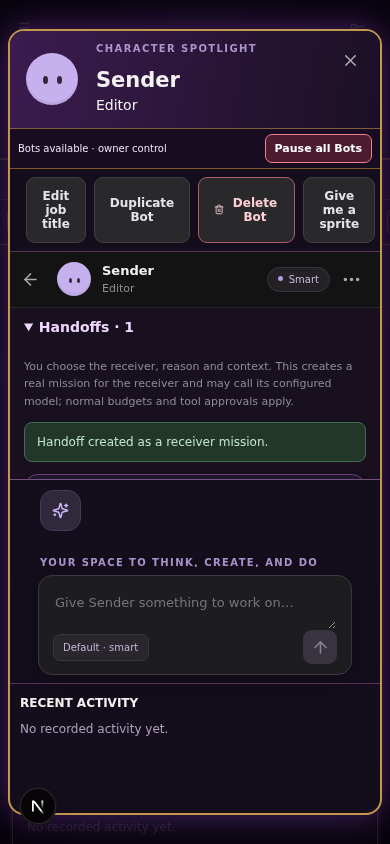 CHARACTER SPOTLIGHT
Sender
Editor
Bots available · owner control
Pause all Bots
Edit
job
title
Duplicate
Bot
Delete
Bot
Give
me a
sprite
Sender
Editor
Smart
Handoffs · 1
You choose the receiver, reason and context. This creates a
real mission for the receiver and may call its configured
model; normal budgets and tool approvals apply.
Handoff created as a receiver mission.
YOUR SPACE TO THINK, CREATE, AND DO
Give Sender something to work on…
Default · smart
RECENT ACTIVITY
No recorded activity yet.
N
No recorded activity yet.